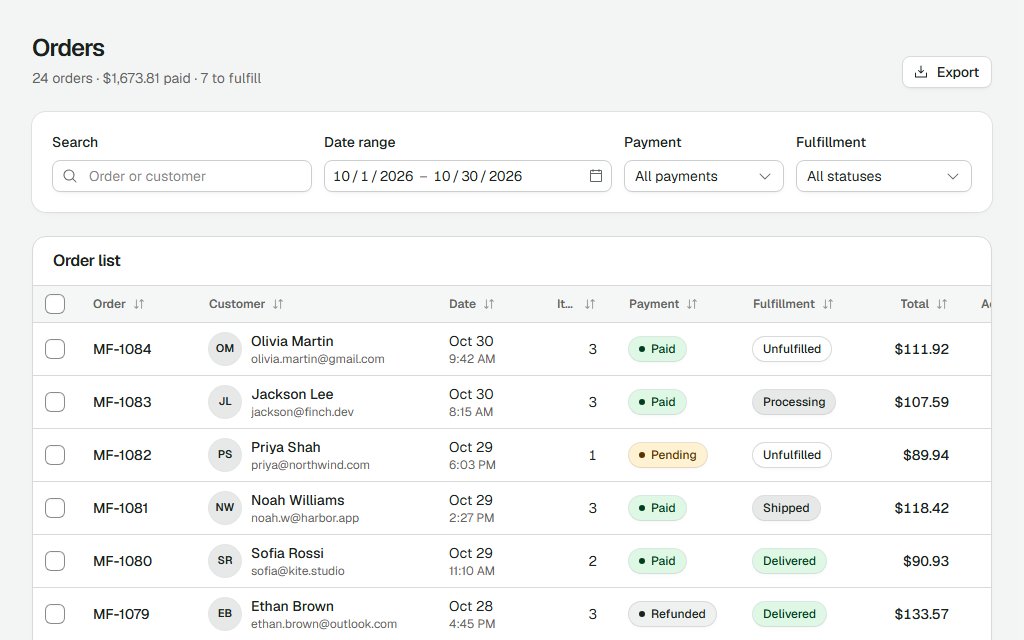 Orders
24 orders · $1,673.81 paid · 7 to fulfill
Export
Search
Date range
Payment
Fulfillment
Order or customer
10 / 1 / 2026 – 10 / 30 / 2026
All payments
All statuses
Order list
Order Customer Date It... Payment Fulfillment Total
OM Olivia Martin Oct 30
MF-1084 3 Paid Unfulfilled $111.92
olivia.martin@gmail.com 9:42 AM
JL Jackson Lee Oct 30
MF-1083 3 Paid Processing $107.59
jackson@finch.dev 8:15 AM
PS Priya Shah Oct 29
MF-1082 1 Pending Unfulfilled $89.94
priya@northwind.com 6:03 PM
NW Noah Williams Oct 29
MF-1081 3 Paid Shipped $118.42
noah.w@harbor.app 2:27 PM
SR Sofia Rossi Oct 29
MF-1080 2 Paid Delivered $90.93
sofia@kite.studio 11:10 AM
EB Ethan Brown Oct 28
MF-1079 3 Refunded Delivered $133.57
ethan.brown@outlook.com 4:45 PM